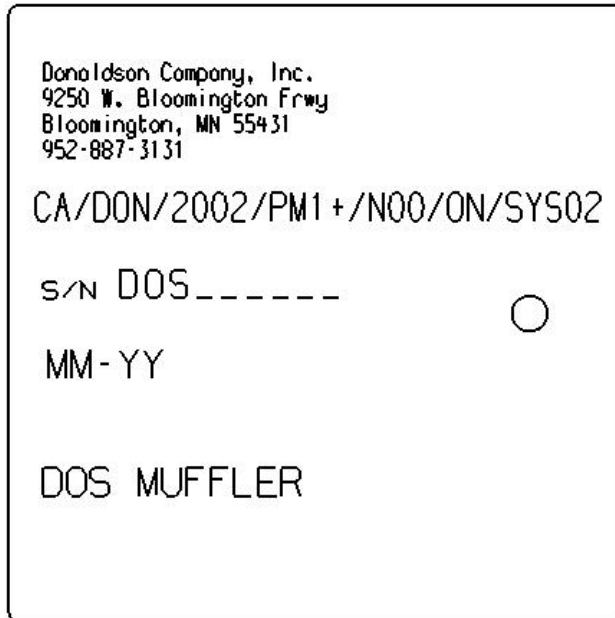 Donaldson Company, Inc.
9250 W. Bloomington Frwy
Bloomington, MN 55431
952-887-3131
CA/DON/2002/PM1+/N00/ON/SYS02
S/N DOS______
MM-YY
DOS MUFFLER